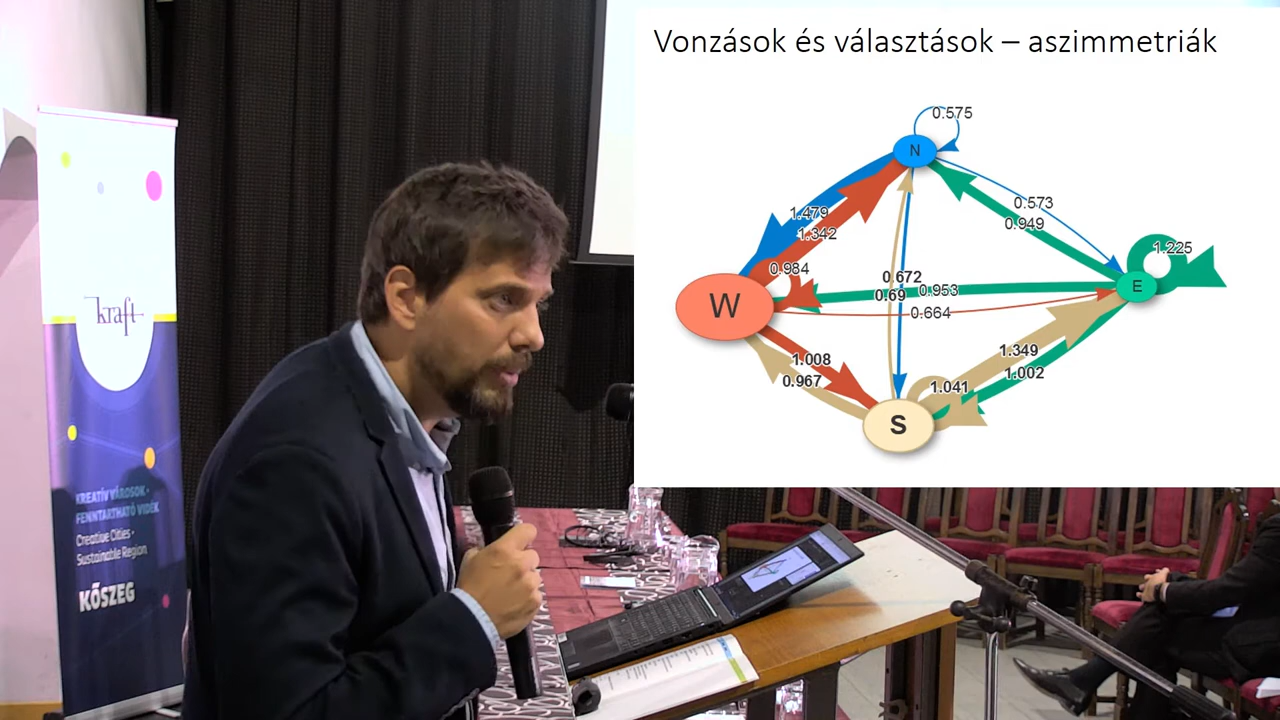 Vonzások és választások – aszimmetriák
0.575
N
0.573
0.949
1.479
1.342
1.225
0.984
0.672
0.953
0.69
0.664
E
W
1.008
0.967
1.349
1.002
1.041
S
kraft
KREATÍV VÁROSOK -
FENNTARTHATÓ VIDÉK
Creative Cities -
Sustainable Region
KŐSZEG